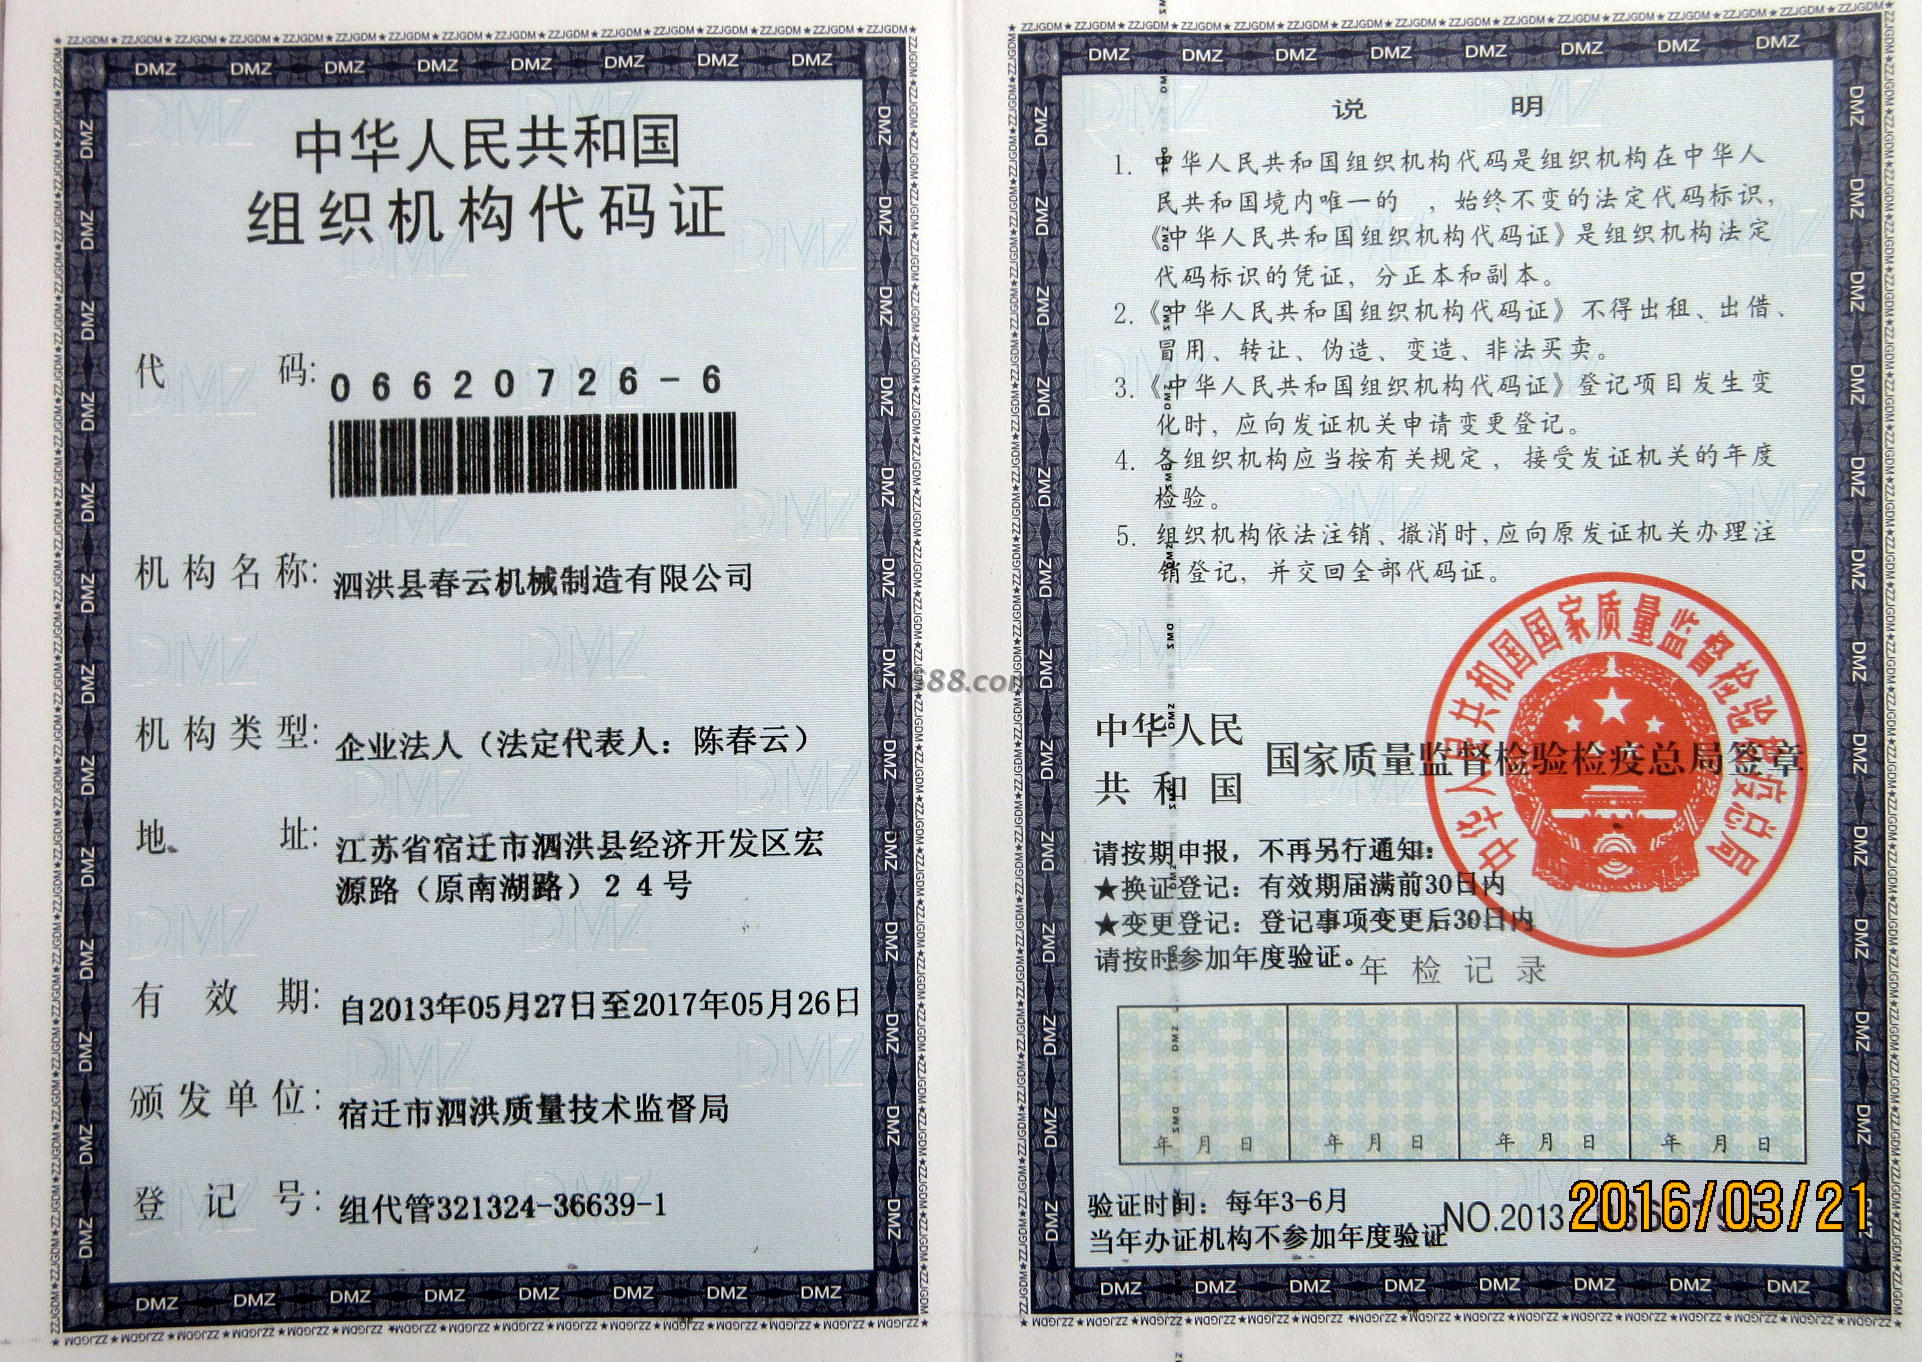 中华人民共和国
组织机构代码证
代码: 06620726-6
机构名称: 泗洪县春云机械制造有限公司
机构类型: 企业法人（法定代表人：陈春云）
地址: 江苏省宿迁市泗洪县经济开发区宏
源路（原南湖路）24号
有效期: 自2013年05月27日至2017年05月26日
颁发单位: 宿迁市泗洪质量技术监督局
登记号: 组代管321324-36639-1
说明
1. 中华人民共和国组织机构代码是组织机构在中华人
民共和国境内唯一的 ，始终不变的法定代码标识，
《中华人民共和国组织机构代码证》是组织机构法定
代码标识的凭证，分正本和副本。
2.《中华人民共和国组织机构代码证》不得出租、出借、
冒用、转让、伪造、变造、非法买卖。
3.《中华人民共和国组织机构代码证》登记项目发生变
化时，应向发证机关申请变更登记。
4. 各组织机构应当按有关规定，接受发证机关的年度
检验。
5. 组织机构依法注销、撤消时，应向原发证机关办理注
销登记，并交回全部代码证。
中华人民
共和国 国家质量监督检验检疫总局签章
中华人民共和国国家质量监督检验检疫总局
请按期申报，不再另行通知：
★换证登记：有效期届满前30日内
★变更登记：登记事项变更后30日内
请按时参加年度验证。
年检记录
年 月 日 年 月 日 年 月 日 年 月 日
验证时间：每年3-6月
当年办证机构不参加年度验证
NO.2013
2016/03/21
688.com